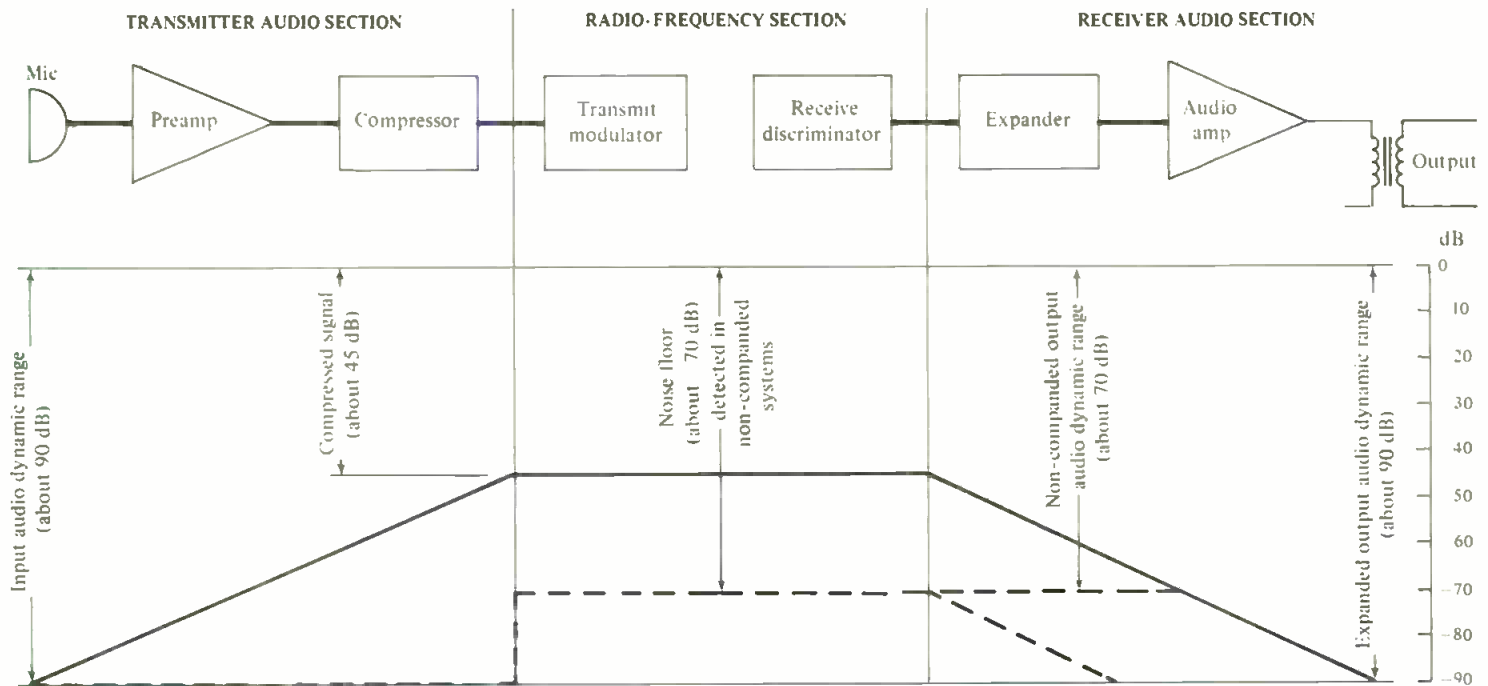 TRANSMITTER AUDIO SECTION
RADIO-FREQUENCY SECTION
RECEIVER AUDIO SECTION
Mic
Preamp
Compressor
Transmit
modulator
Receive
discriminator
Expander
Audio
amp
Output
dB
Input audio dynamic range
(about 90 dB)
Compressed signal
(about 45 dB)
Noise floor
(about 70 dB)
detected in
non-companded
systems
Non-companded output
audio dynamic range
(about 70 dB)
Expanded output audio dynamic range
(about 90 dB)
0
10
20
30
40
50
60
-70
-80
-90